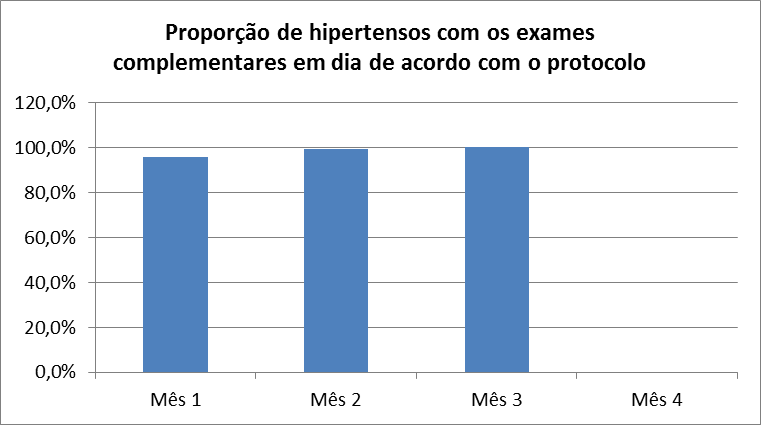 Proporção de hipertensos com os exames
complementares em dia de acordo com o protocolo
120,0%
100,0%
80,0%
60,0%
40,0%
20,0%
0,0%
Mês 1 Mês 2 Mês 3 Mês 4